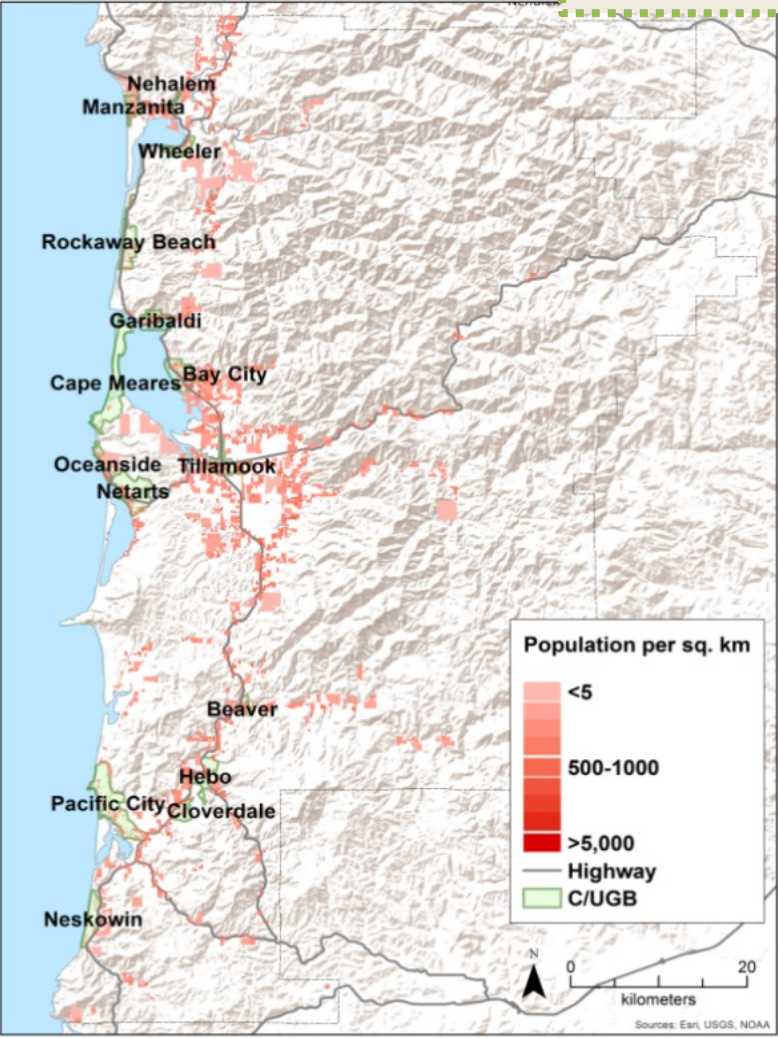 Nehalem
Manzanita
Wheeler
Rockaway Beach
Garibaldi
Cape Meares
Bay City
Oceanside
Tillamook
Netarts
Population per sq. km
<5
500-1000
>5,000
Highway
C/UGB
Beaver
Hebo
Pacific City
Cloverdale
Neskowin
N
0
20
kilometers
Sources: Esri, USGS, NOAA